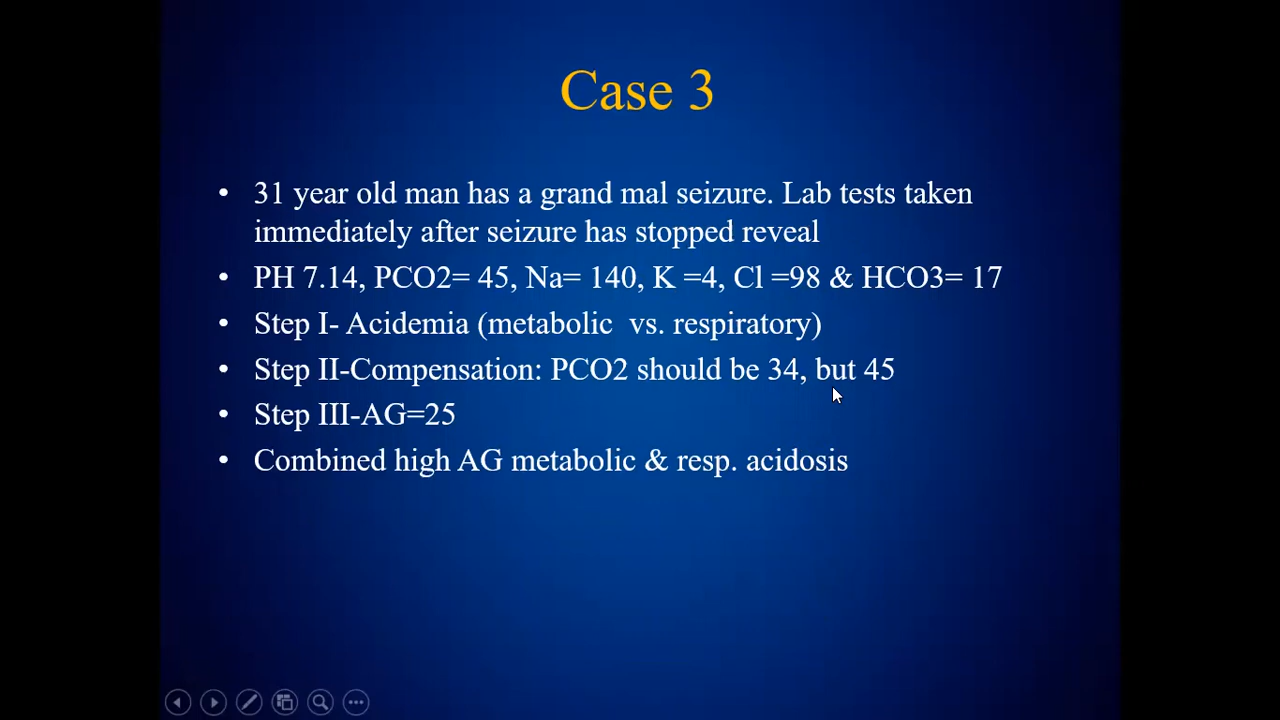 Case 3
• 31 year old man has a grand mal seizure. Lab tests taken
immediately after seizure has stopped reveal
• PH 7.14, PCO2= 45, Na= 140, K =4, Cl =98 & HCO3= 17
• Step I- Acidemia (metabolic  vs. respiratory)
• Step II-Compensation: PCO2 should be 34, but 45
• Step III-AG=25
• Combined high AG metabolic & resp. acidosis